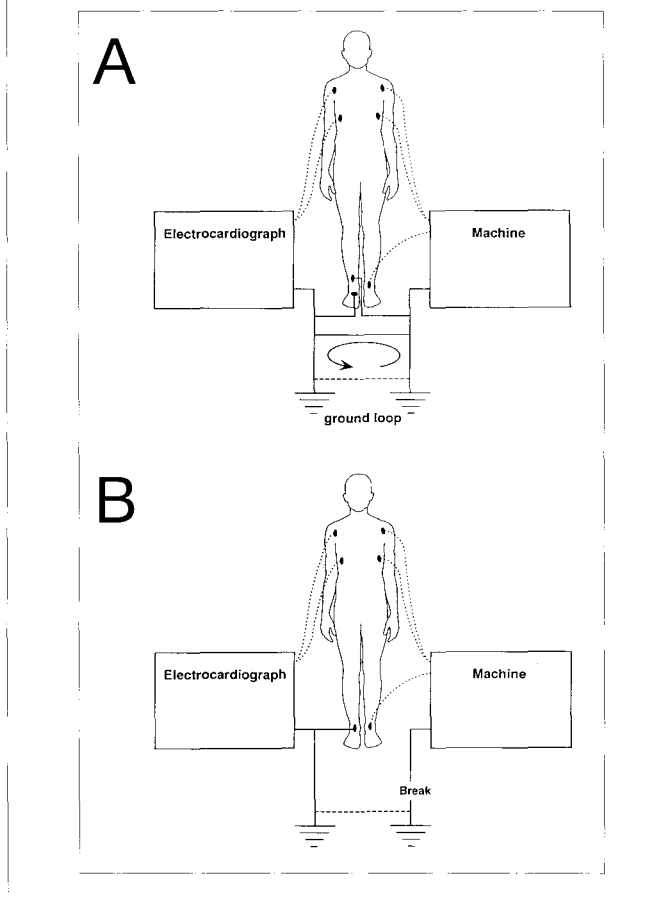 A
Electrocardiograph
Machine
ground loop
B
Electrocardiograph
Machine
Break